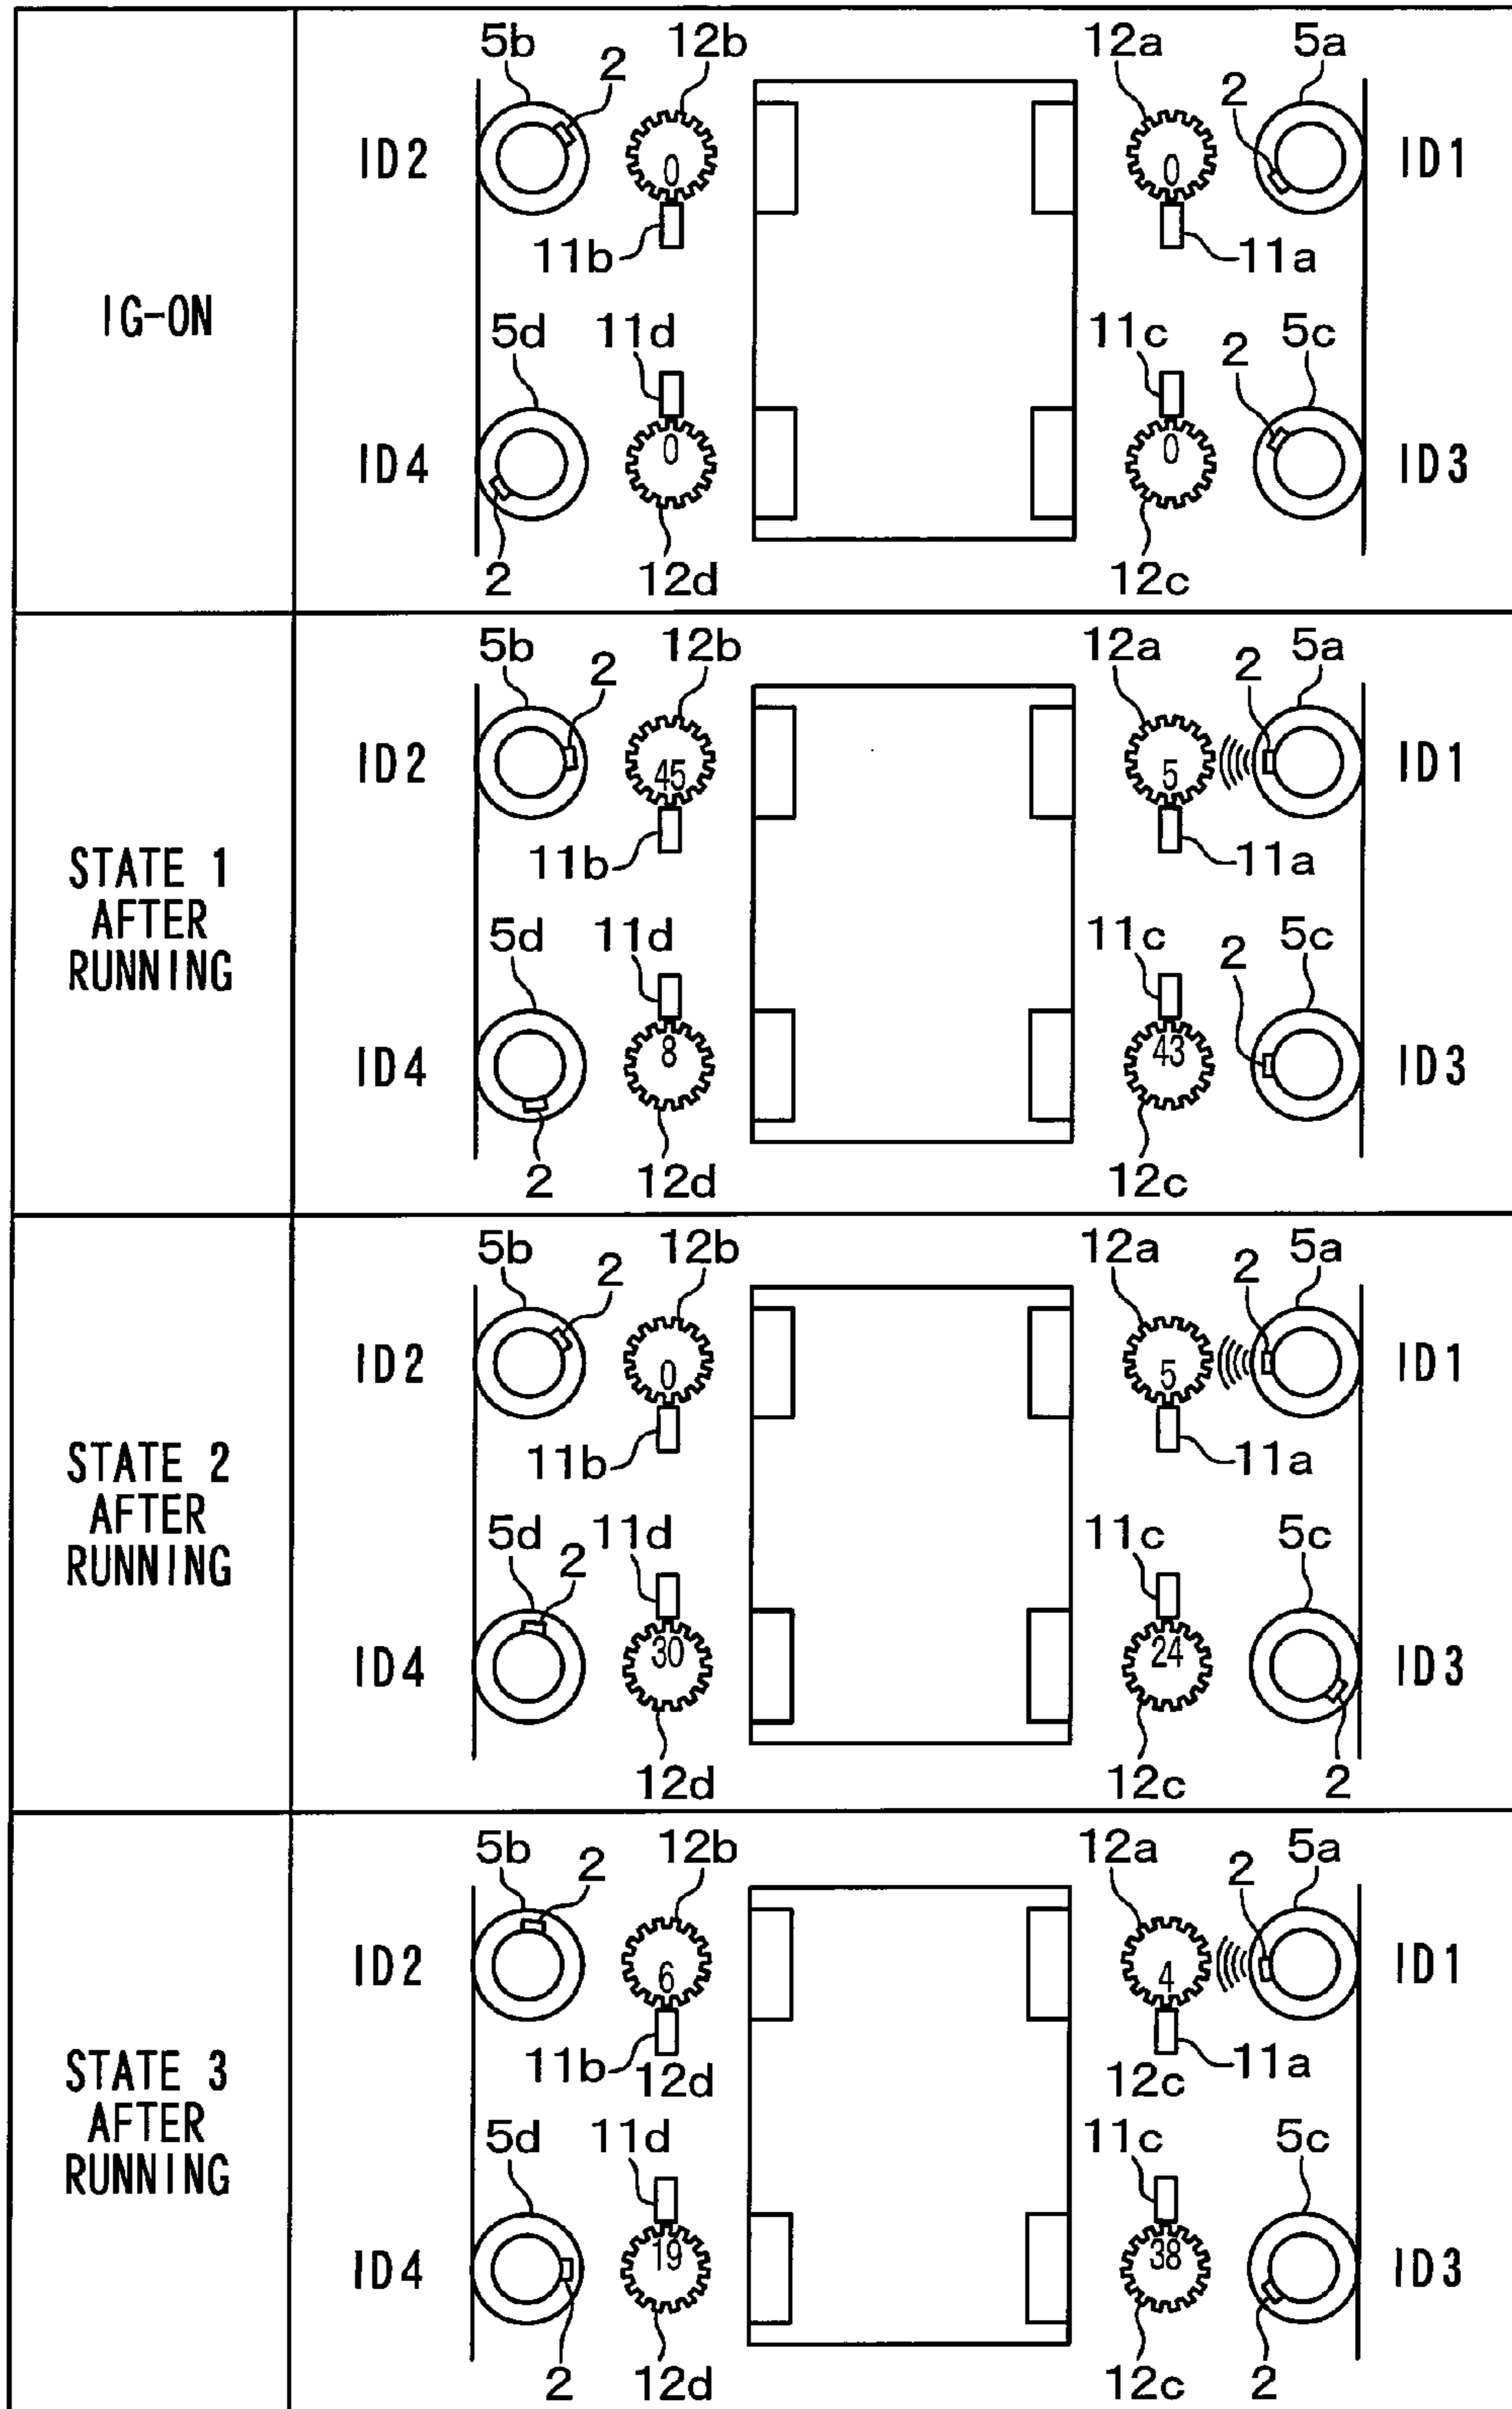 5b 2 12b 12a 2 5a
ID2 0 0 ID1
11b 11a
IG-ON
5d 11d 11c 2 5c
ID4 0 0 ID3
2 12d 12c
5b 2 12b 12a 2 5a
ID2 45 5 ID1
11b 11a
STATE 1
AFTER
RUNNING
5d 11d 11c 2 5c
ID4 8 43 ID3
2 12d 12c
5b 2 12b 12a 2 5a
ID2 0 5 ID1
11b 11a
STATE 2
AFTER
RUNNING
5d 2 11d 11c 5c
ID4 30 24 ID3
12d 12c 2
5b 2 12b 12a 2 5a
ID2 6 4 ID1
11b 12d 12c 11a
STATE 3
AFTER
RUNNING
5d 11d 11c 5c
ID4 19 38 ID3
2 12d 12c 2